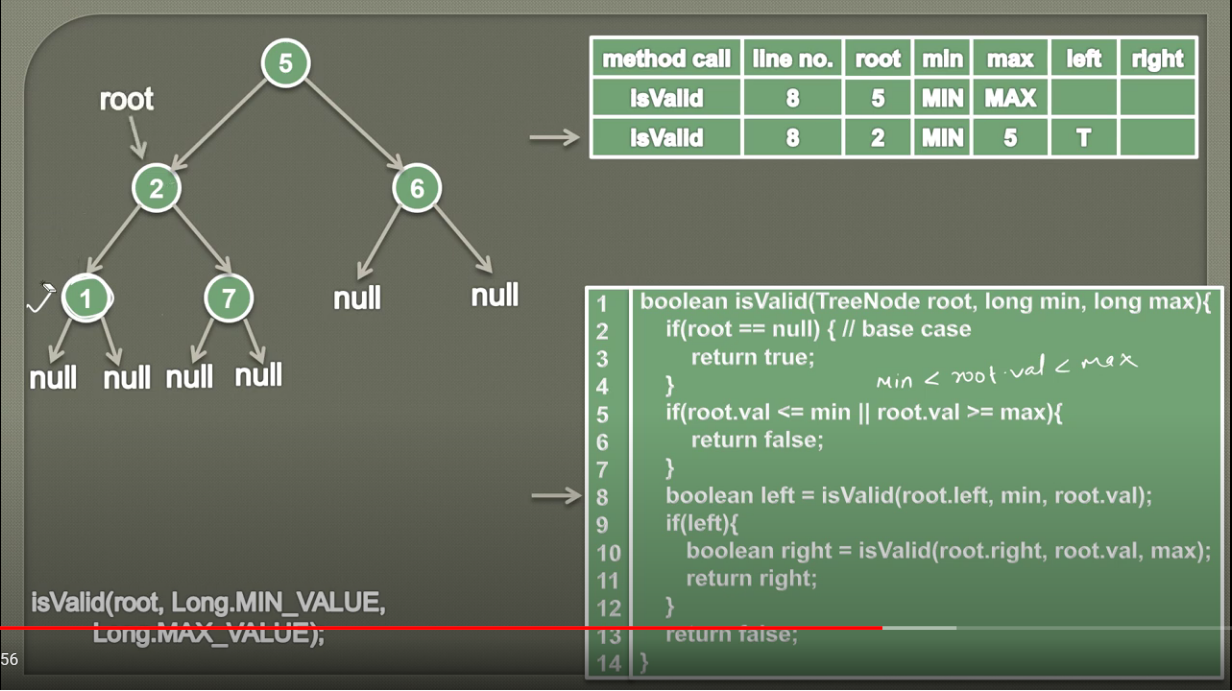 5
root
2
6
1
7
null
null
null
null
null
null
isValid(root, Long.MIN_VALUE,
Long.MAX_VALUE);
56
method call line no. root min max left right
isValid 8 5 MIN MAX
isValid 8 2 MIN 5 T
1 boolean isValid(TreeNode root, long min, long max){
2 if(root == null) { // base case
3 return true;
min < root.val < max
4 }
5 if(root.val <= min || root.val >= max){
6 return false;
7 }
8 boolean left = isValid(root.left, min, root.val);
9 if(left){
10 boolean right = isValid(root.right, root.val, max);
11 return right;
12 }
13 return false;
14 }